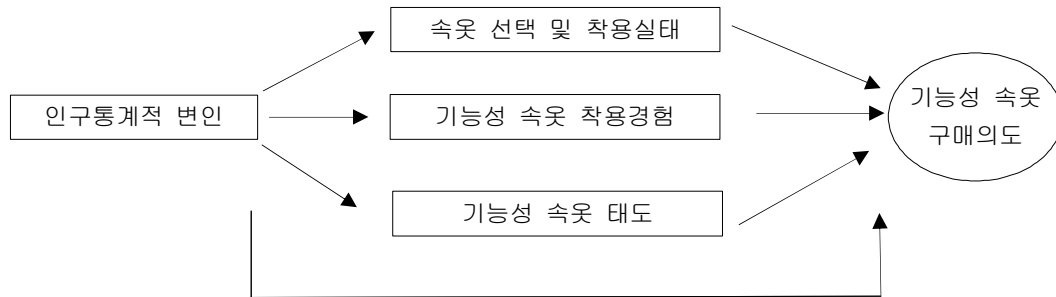 속옷 선택 및 착용실태
인구통계적 변인
기능성 속옷 착용경험
기능성 속옷
구매의도
기능성 속옷 태도